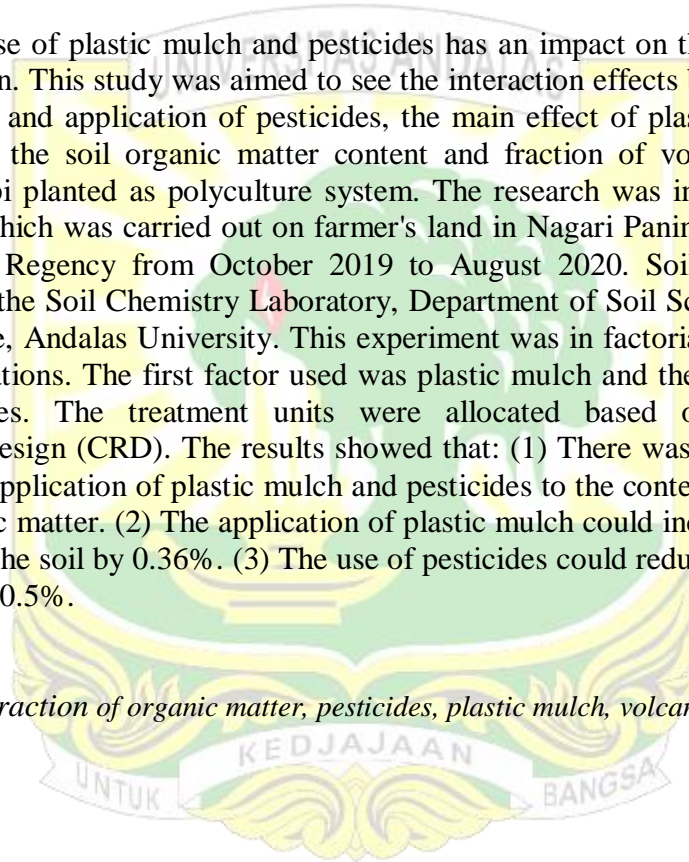 UNIVERSITAS ANDALAS
se of plastic mulch and pesticides has an impact on th
n. This study was aimed to see the interaction effects b
and application of pesticides, the main effect of plas
the soil organic matter content and fraction of vo
pi planted as polyculture system. The research was in
which was carried out on farmer's land in Nagari Panin
Regency from October 2019 to August 2020. Soil
the Soil Chemistry Laboratory, Department of Soil Sc
e, Andalas University. This experiment was in factoria
ations. The first factor used was plastic mulch and the
es. The treatment units were allocated based o
esign (CRD). The results showed that: (1) There was
pplication of plastic mulch and pesticides to the conte
c matter. (2) The application of plastic mulch could inc
he soil by 0.36%. (3) The use of pesticides could redu
0.5%.
raction of organic matter, pesticides, plastic mulch, volcan
UNTUK KEDJAJAAN BANGSA